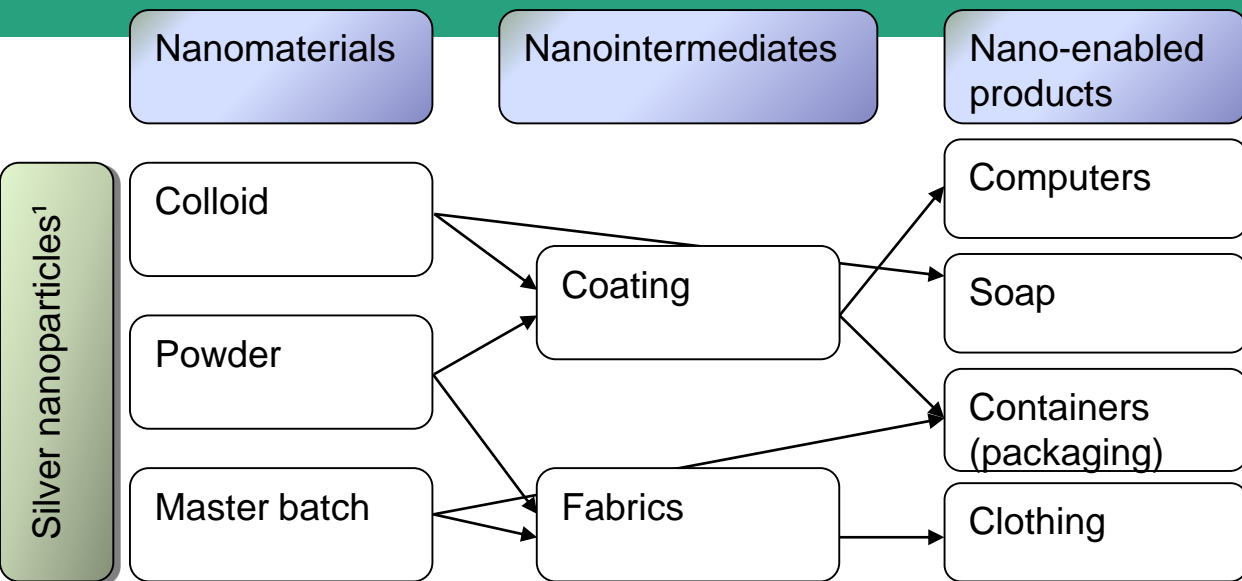 Nanomaterials
Nanointermediates
Nano-enabled
products
Silver nanoparticles¹
Colloid
Powder
Master batch
Coating
Fabrics
Computers
Soap
Containers
(packaging)
Clothing